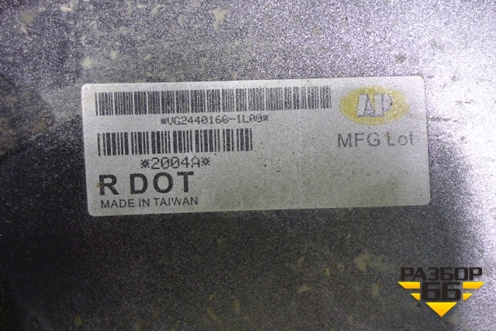 *VG2440166-1L00*
AP
MFG Lot
*2004A*
R DOT
MADE IN TAIWAN
РАЗБОР
66